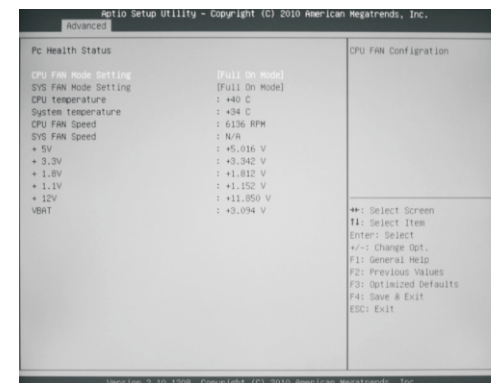 Aptio Setup Utility - Copyright (C) 2010 American Megatrends, Inc.
Advanced
Pc Health Status
CPU FAN Configration
CPU FAN Mode Setting [Full On Mode]
SYS FAN Mode Setting [Full On Mode]
CPU temperature : +40 C
System temperature : +34 C
CPU FAN Speed : 6136 RPM
SYS FAN Speed : N/A
+ 5V : +5.016 V
+ 3.3V : +3.342 V
+ 1.8V : +1.812 V
+ 1.1V : +1.152 V
+ 12V : +11.850 V
VBAT : +3.094 V
→←: Select Screen
↑↓: Select Item
Enter: Select
+/-: Change Opt.
F1: General Help
F2: Previous Values
F3: Optimized Defaults
F4: Save & Exit
ESC: Exit
Version 2.10.1208. Copyright (C) 2010 American Megatrends, Inc.